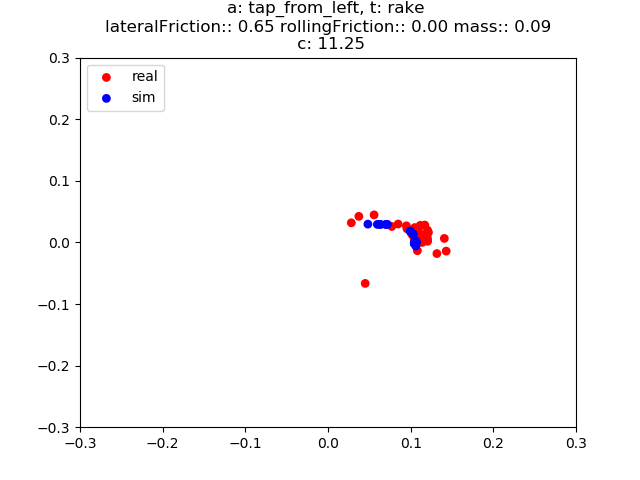 a: tap_from_left, t: rake
lateralFriction:: 0.65 rollingFriction:: 0.00 mass:: 0.09
c: 11.25
real
sim
0.3
0.2
0.1
0.0
−0.1
−0.2
−0.3
−0.3
−0.2
−0.1
0.0
0.1
0.2
0.3